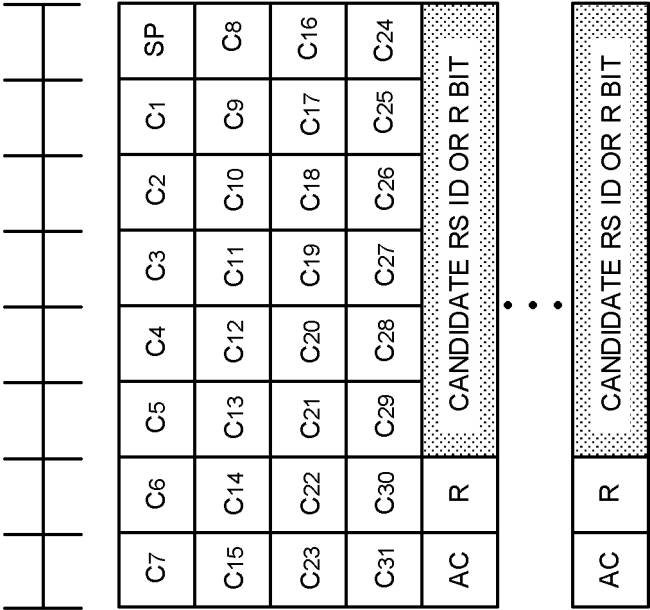 C7 C6 C5 C4 C3 C2 C1 SP
C15 C14 C13 C12 C11 C10 C9 C8
C23 C22 C21 C20 C19 C18 C17 C16
C31 C30 C29 C28 C27 C26 C25 C24
AC R CANDIDATE RS ID OR R BIT
• • •
AC R CANDIDATE RS ID OR R BIT